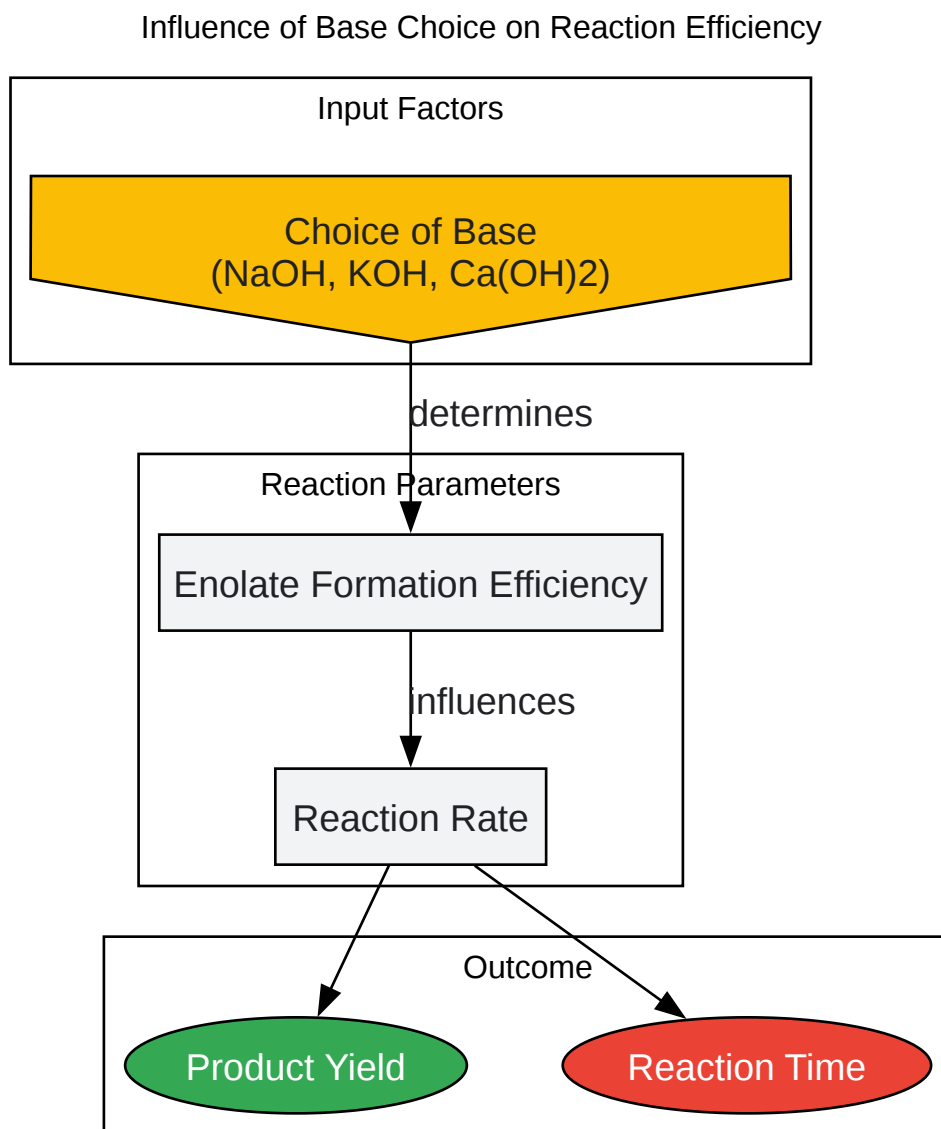 Influence of Base Choice on Reaction Efficiency
Input Factors
Choice of Base
(NaOH, KOH, Ca(OH)2)
determines
Reaction Parameters
Enolate Formation Efficiency
influences
Reaction Rate
Outcome
Product Yield
Reaction Time